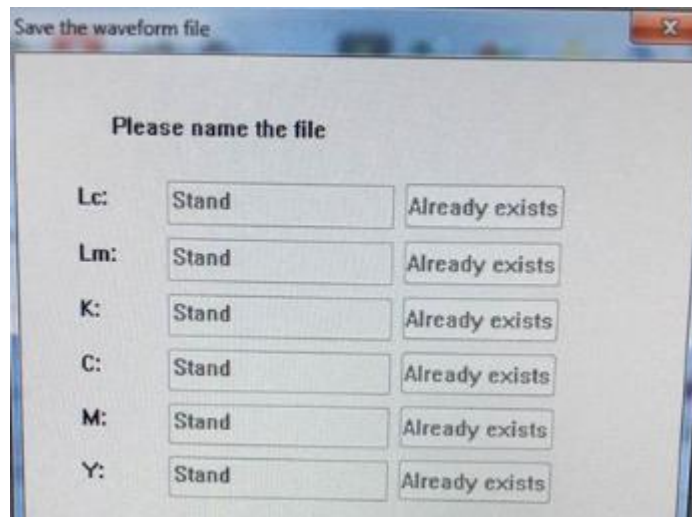 Save the waveform file
Please name the file
Lc: Stand Already exists
Lm: Stand Already exists
K: Stand Already exists
C: Stand Already exists
M: Stand Already exists
Y: Stand Already exists